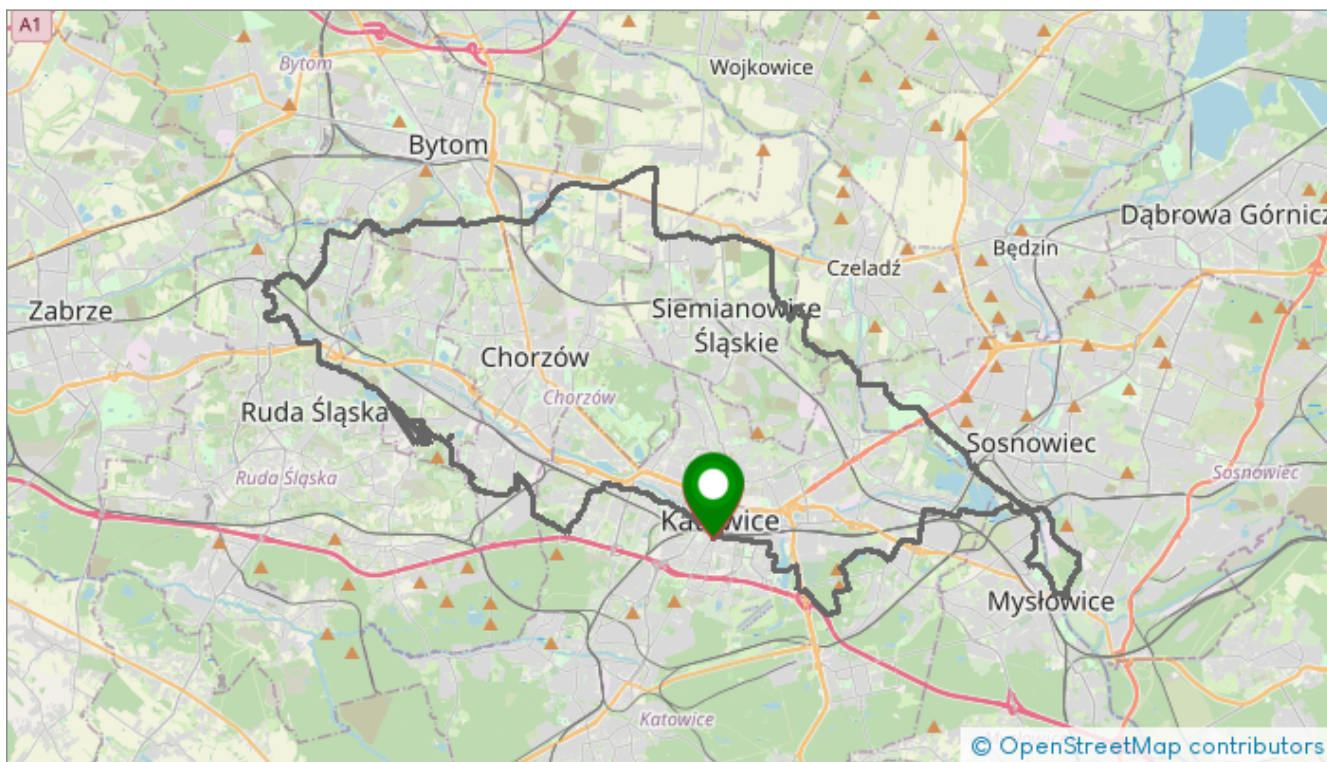 A1
Bytom
Wojkowice
Bytom
Dąbrowa Górnicz
Będzin
Czeladź
Zabrze
Siemianowice
Śląskie
Chorzów
Chorzów
Ruda Śląska
Sosnowiec
Ruda Śląska
Sosnowiec
Katowice
Mysłowice
Katowice
© OpenStreetMap contributors